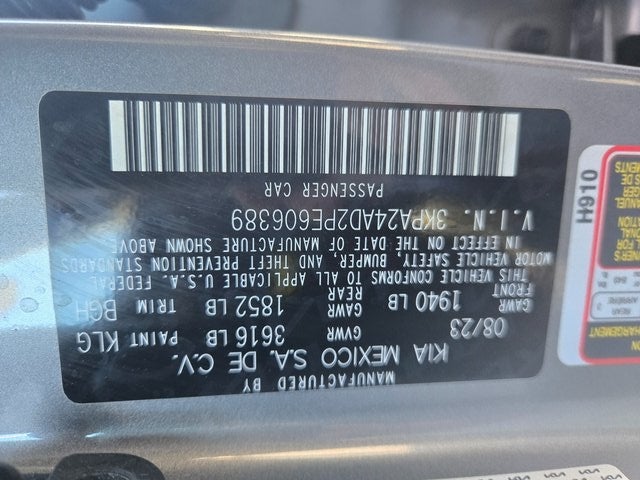 MANUFACTURED BY
KIA MEXICO S.A. DE C.V.
08/23 GVWR 3616 LB PAINT KLG
GAWR FRONT 1940 LB GAWR REAR 1852 LB TRIM BGH
THIS VEHICLE CONFORMS TO ALL APPLICABLE U.S.A. FEDERAL
MOTOR VEHICLE SAFETY, BUMPER, AND THEFT PREVENTION STANDARDS
IN EFFECT ON THE DATE OF MANUFACTURE SHOWN ABOVE
V.I.N. 3KPA24AD2PE606389
PASSENGER CAR
H910
CHARGEMENT
REAR